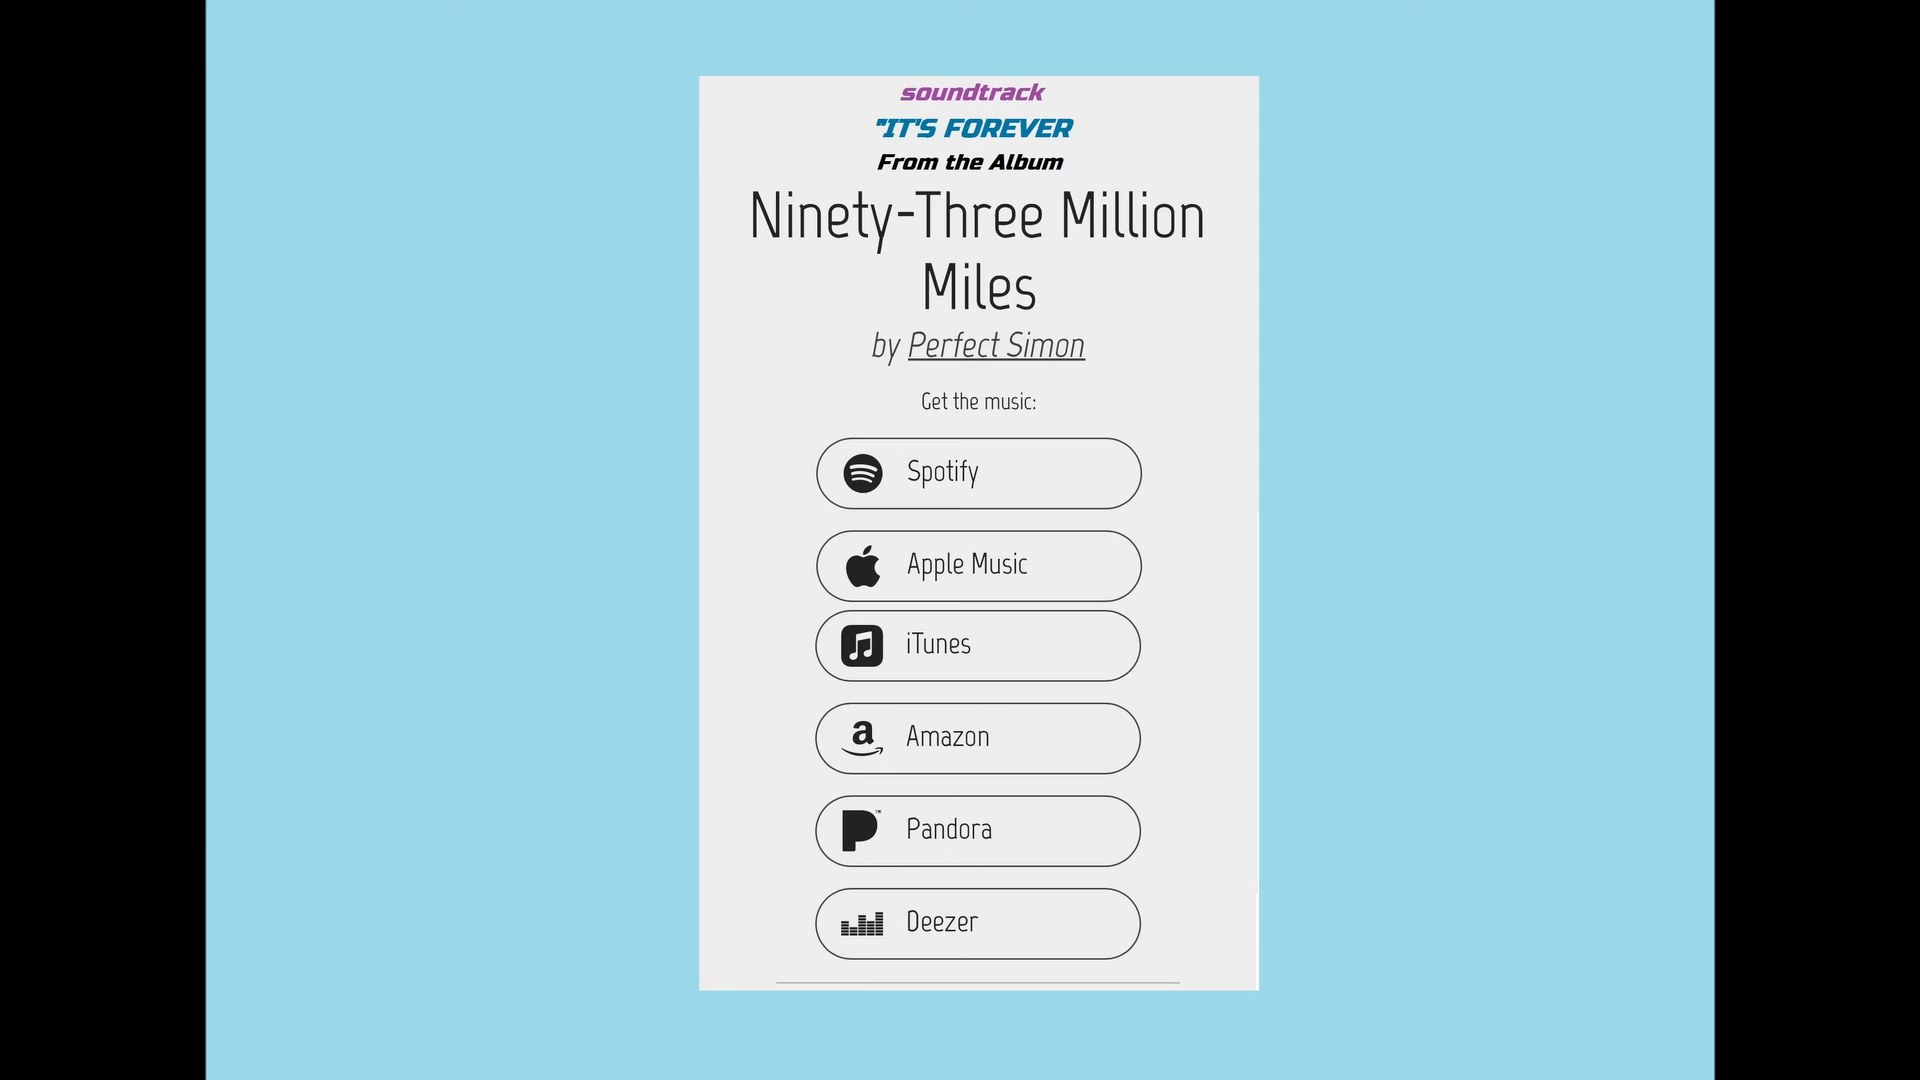 soundtrack
"IT'S FOREVER
From the Album
Ninety-Three Million
Miles
by Perfect Simon
Get the music:
Spotify
Apple Music
iTunes
a Amazon
Pandora
Deezer